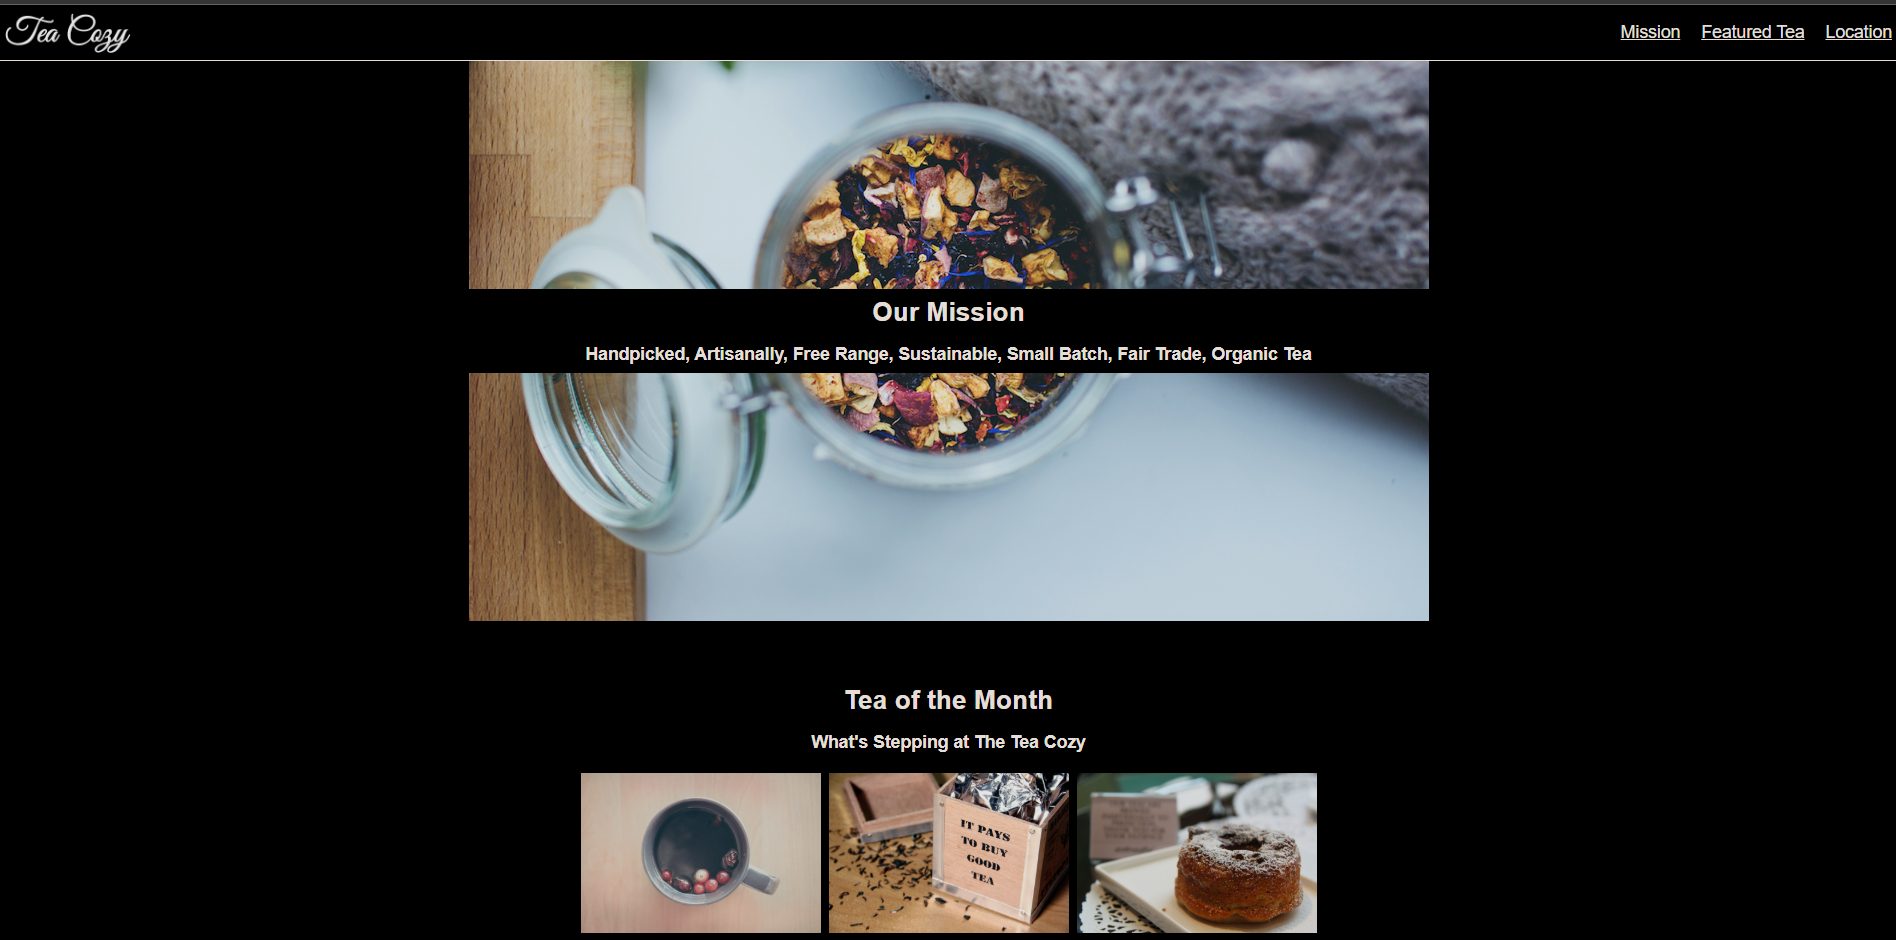 Tea Cozy
Mission Featured Tea Location
Our Mission
Handpicked, Artisanally, Free Range, Sustainable, Small Batch, Fair Trade, Organic Tea
Tea of the Month
What's Stepping at The Tea Cozy
IT PAYS
TO BUY
GOOD
TEA